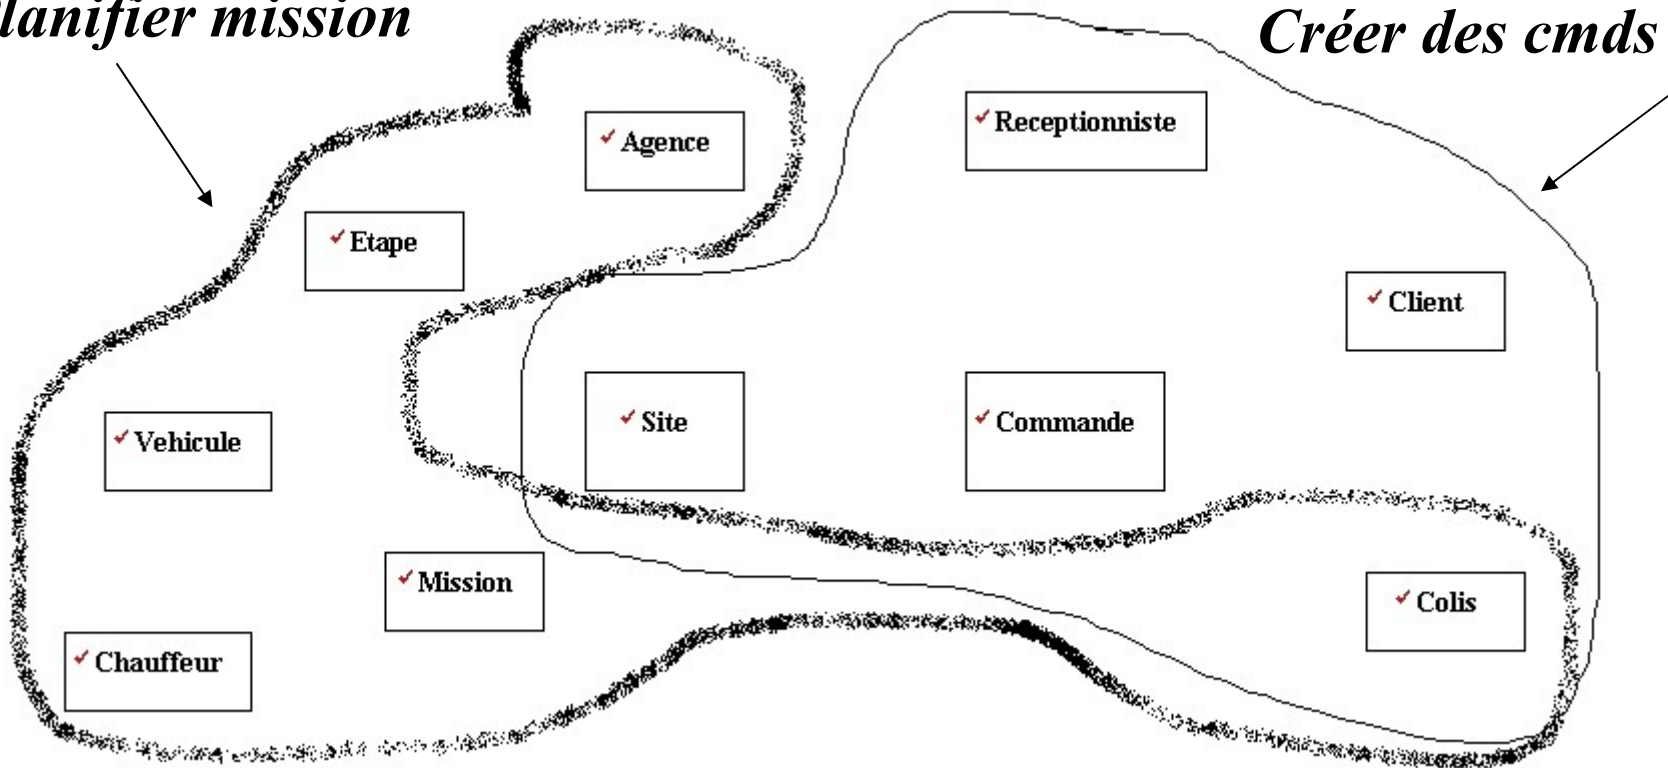 lanifier mission
Créer des cmds
Agence
Receptionniste
Etape
Client
Vehicule
Site
Commande
Mission
Colis
Chauffeur